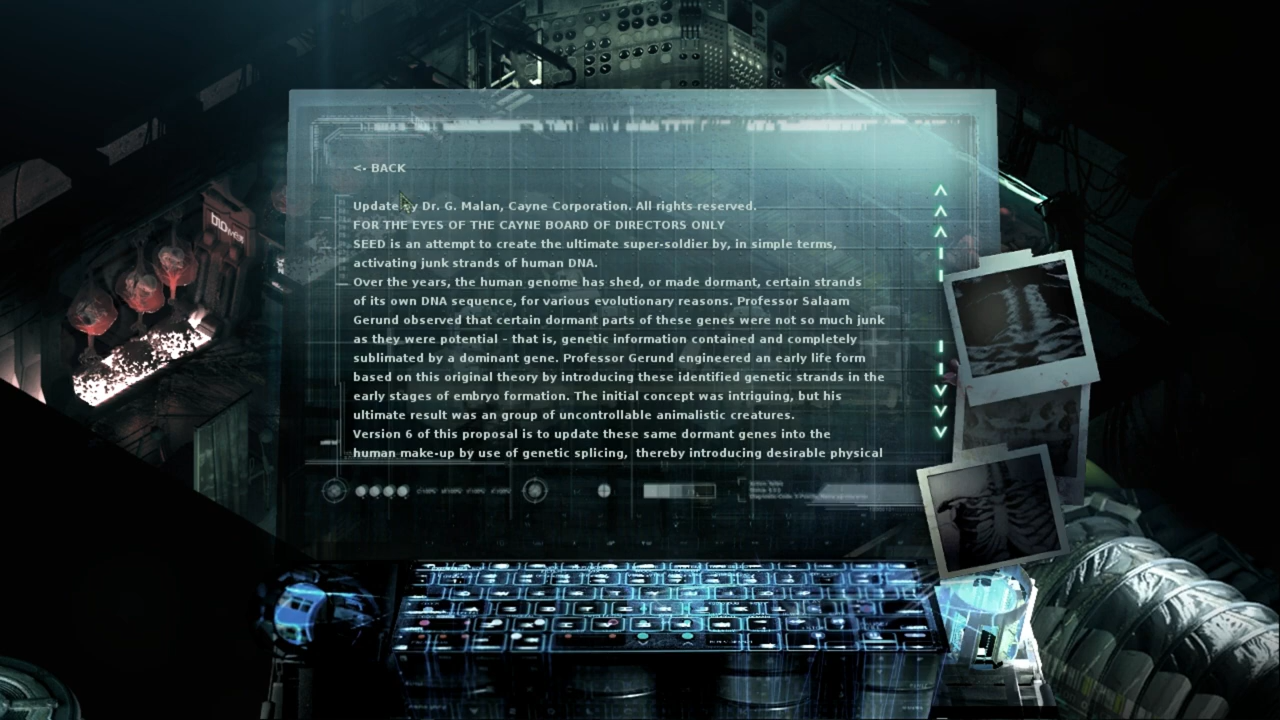 <- BACK
Update by Dr. G. Malan, Cayne Corporation. All rights reserved.
FOR THE EYES OF THE CAYNE BOARD OF DIRECTORS ONLY
SEED is an attempt to create the ultimate super-soldier by, in simple terms,
activating junk strands of human DNA.
Over the years, the human genome has shed, or made dormant, certain strands
of its own DNA sequence, for various evolutionary reasons. Professor Salaam
Gerund observed that certain dormant parts of these genes were not so much junk
as they were potential - that is, genetic information contained and completely
sublimated by a dominant gene. Professor Gerund engineered an early life form
based on this original theory by introducing these identified genetic strands in the
early stages of embryo formation. The initial concept was intriguing, but his
ultimate result was an group of uncontrollable animalistic creatures.
Version 6 of this proposal is to update these same dormant genes into the
human make-up by use of genetic splicing,  thereby introducing desirable physical